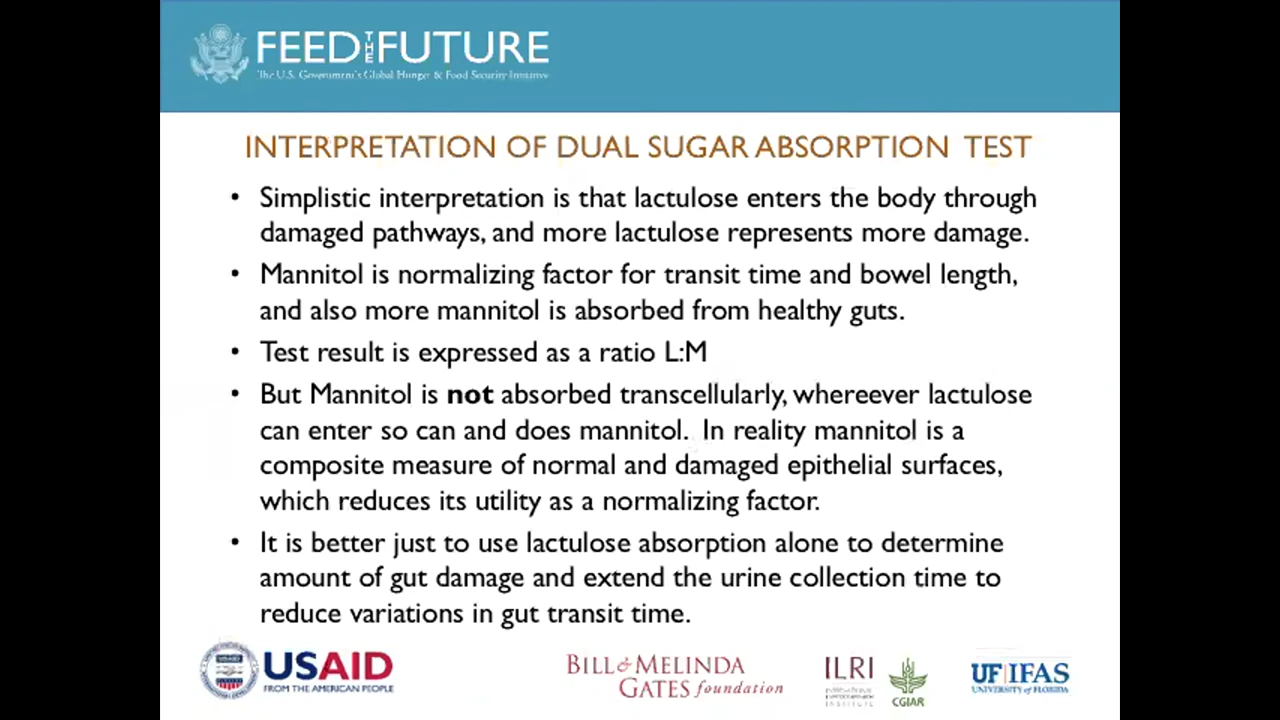 FEED THE FUTURE
The U.S. Government's Global Hunger & Food Security Initiative
INTERPRETATION OF DUAL SUGAR ABSORPTION TEST
• Simplistic interpretation is that lactulose enters the body through
damaged pathways, and more lactulose represents more damage.
• Mannitol is normalizing factor for transit time and bowel length,
and also more mannitol is absorbed from healthy guts.
• Test result is expressed as a ratio L:M
• But Mannitol is not absorbed transcellularly, whereever lactulose
can enter so can and does mannitol. In reality mannitol is a
composite measure of normal and damaged epithelial surfaces,
which reduces its utility as a normalizing factor.
• It is better just to use lactulose absorption alone to determine
amount of gut damage and extend the urine collection time to
reduce variations in gut transit time.
USAID
USAID
FROM THE AMERICAN PEOPLE
BILL & MELINDA
GATES foundation
ILRI
INTERNATIONAL
LIVESTOCK RESEARCH
INSTITUTE
CGIAR
UF|IFAS
UNIVERSITY of FLORIDA